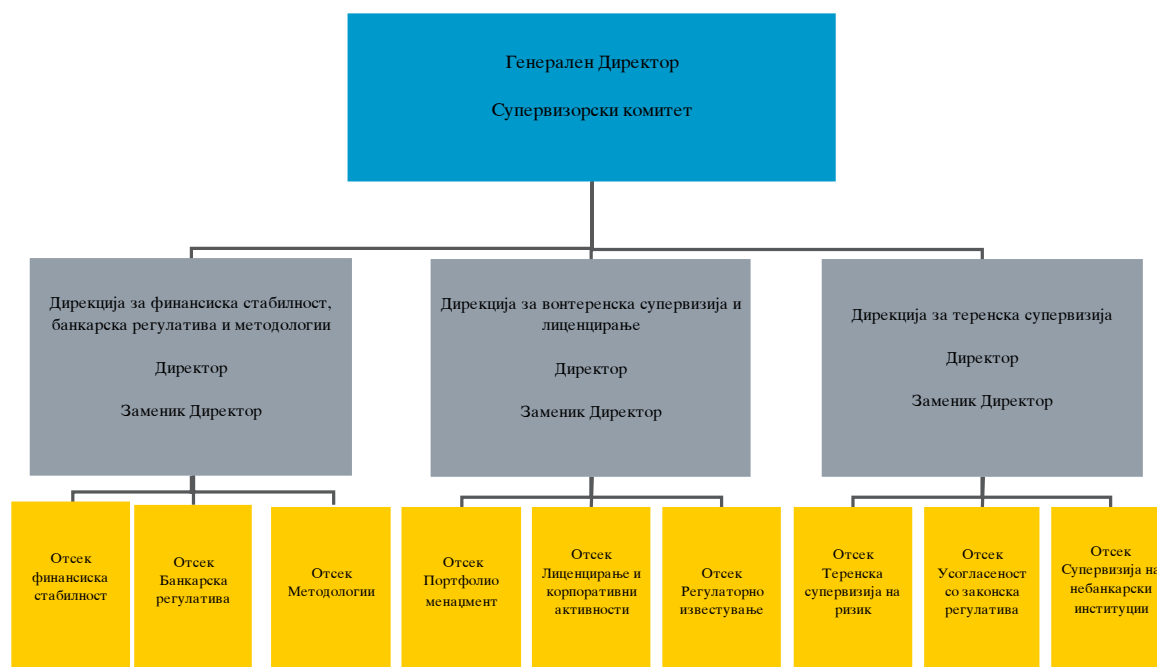 Генерален Директор
Супервизорски комитет
Дирекција за финансиска стабилност,
банкарска регулатива и методологии
Директор
Заменик Директор
Дирекција за вонтеренска супервизија и
лиценцирање
Директор
Заменик Директор
Дирекција за теренска супервизија
Директор
Заменик Директор
Отсек
финансиска
стабилност
Отсек
Банкарска
регулатива
Отсек
Методологии
Отсек
Портфолио
менаџмент
Отсек
Лиценцирање и
корпоративни
активности
Отсек
Регулаторно
известување
Отсек
Теренска
супервизија на
ризик
Отсек
Усогласеност
со законска
регулатива
Отсек
Супервизија на
небанкарски
институции